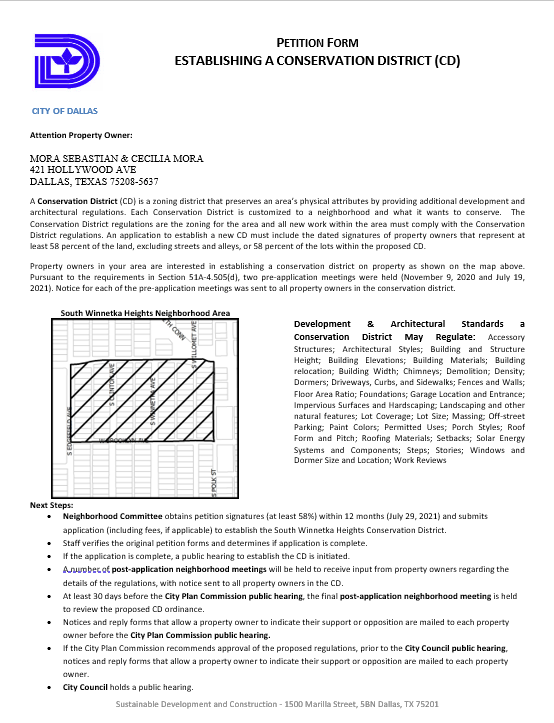 PETITION FORM
ESTABLISHING A CONSERVATION DISTRICT (CD)
CITY OF DALLAS
Attention Property Owner:
MORA SEBASTIAN & CECILIA MORA
421 HOLLYWOOD AVE
DALLAS, TEXAS 75208-5637
A Conservation District (CD) is a zoning district that preserves an area's physical attributes by providing additional development and
architectural regulations. Each Conservation District is customized to a neighborhood and what it wants to conserve. The
Conservation District regulations are the zoning for the area and all new work within the area must comply with the Conservation
District regulations. An application to establish a new CD must include the dated signatures of property owners that represent at
least 58 percent of the land, excluding streets and alleys, or 58 percent of the lots within the proposed CD.
Property owners in your area are interested in establishing a conservation district on property as shown on the map above.
Pursuant to the requirements in Section 51A-4.505(d), two pre-application meetings were held (November 9, 2020 and July 19,
2021). Notice for each of the pre-application meetings was sent to all property owners in the conservation district.
South Winnetka Heights Neighborhood Area
TH CONN
S WILLOMET AVE
S CLINTON AVE
S WINNETKA AVE
S EDGEFIELD AVE
W BROOKLYN AVE
S POLK ST
Development & Architectural Standards a
Conservation District May Regulate: Accessory
Structures; Architectural Styles; Building and Structure
Height; Building Elevations; Building Materials; Building
relocation; Building Width; Chimneys; Demolition; Density;
Dormers; Driveways, Curbs, and Sidewalks; Fences and Walls;
Floor Area Ratio; Foundations; Garage Location and Entrance;
Impervious Surfaces and Hardscaping; Landscaping and other
natural features; Lot Coverage; Lot Size; Massing; Off-street
Parking; Paint Colors; Permitted Uses; Porch Styles; Roof
Form and Pitch; Roofing Materials; Setbacks; Solar Energy
Systems and Components; Steps; Stories; Windows and
Dormer Size and Location; Work Reviews
Next Steps:
• Neighborhood Committee obtains petition signatures (at least 58%) within 12 months (July 29, 2021) and submits
application (including fees, if applicable) to establish the South Winnetka Heights Conservation District.
• Staff verifies the original petition forms and determines if application is complete.
• If the application is complete, a public hearing to establish the CD is initiated.
• A number of post-application neighborhood meetings will be held to receive input from property owners regarding the
details of the regulations, with notice sent to all property owners in the CD.
• At least 30 days before the City Plan Commission public hearing, the final post-application neighborhood meeting is held
to review the proposed CD ordinance.
• Notices and reply forms that allow a property owner to indicate their support or opposition are mailed to each property
owner before the City Plan Commission public hearing.
• If the City Plan Commission recommends approval of the proposed regulations, prior to the City Council public hearing,
notices and reply forms that allow a property owner to indicate their support or opposition are mailed to each property
owner.
• City Council holds a public hearing.
Sustainable Development and Construction - 1500 Marilla Street, 5BN Dallas, TX 75201